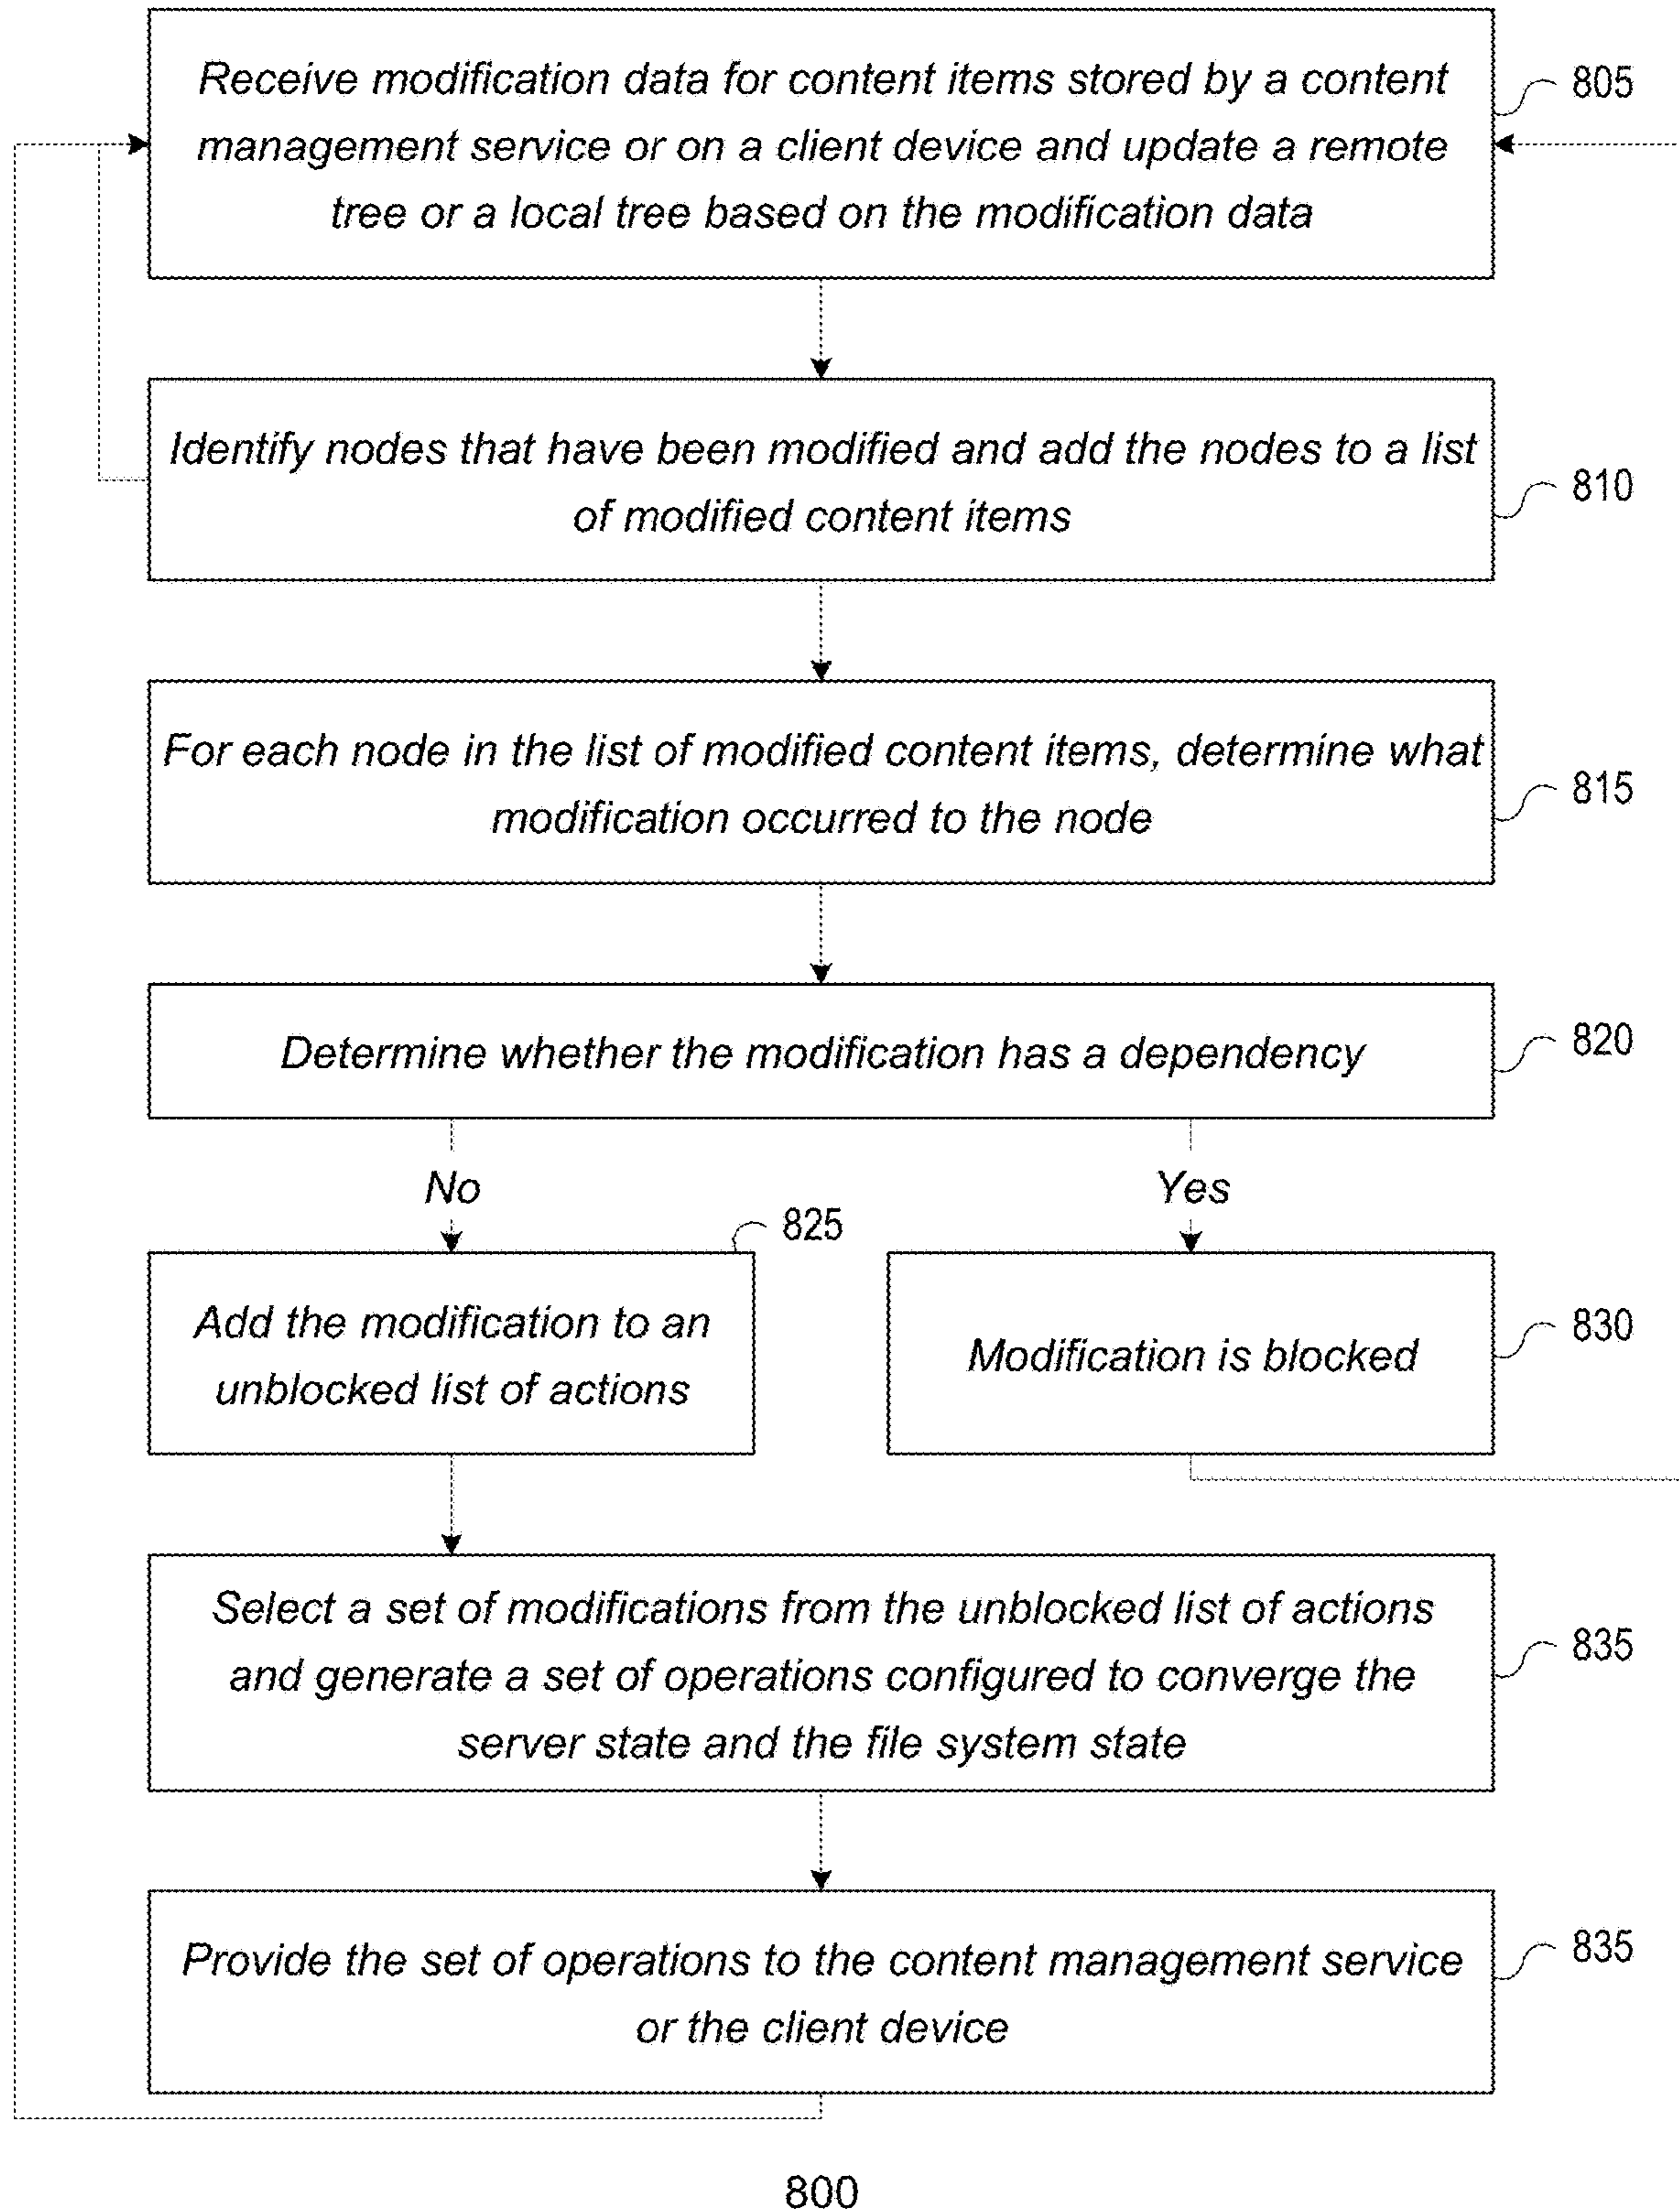 Receive modification data for content items stored by a content
management service or on a client device and update a remote
tree or a local tree based on the modification data
805
Identify nodes that have been modified and add the nodes to a list
of modified content items
810
For each node in the list of modified content items, determine what
modification occurred to the node
815
Determine whether the modification has a dependency
820
No
Yes
825
Add the modification to an
unblocked list of actions
Modification is blocked
830
Select a set of modifications from the unblocked list of actions
and generate a set of operations configured to converge the
server state and the file system state
835
Provide the set of operations to the content management service
or the client device
835
800